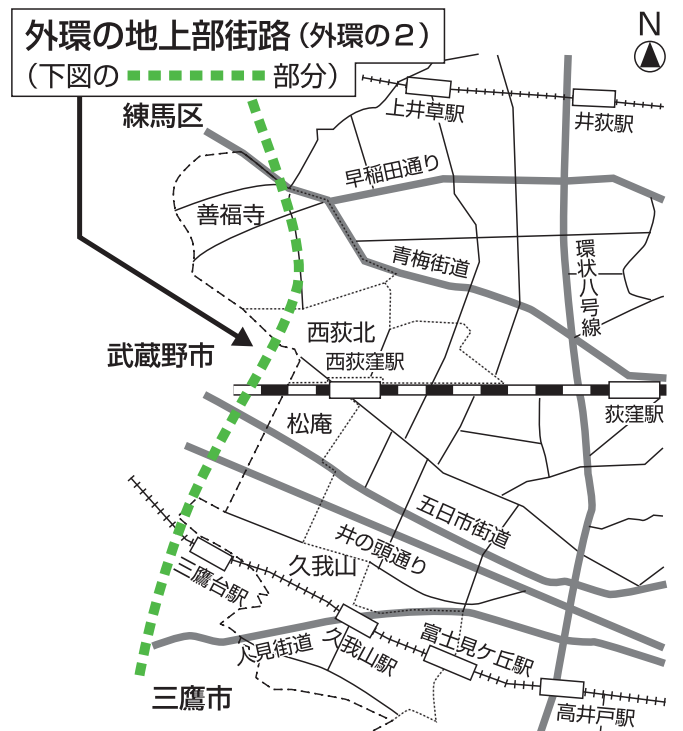 外環の地上部街路(外環の2)
(下図の 部分)
N
練馬区
上井草駅
井荻駅
早稲田通り
善福寺
青梅街道
環状八号線
西荻北
武蔵野市
西荻窪駅
荻窪駅
松庵
五日市街道
井の頭通り
久我山
三鷹台駅
人見街道
久我山駅
富士見ケ丘駅
三鷹市
高井戸駅